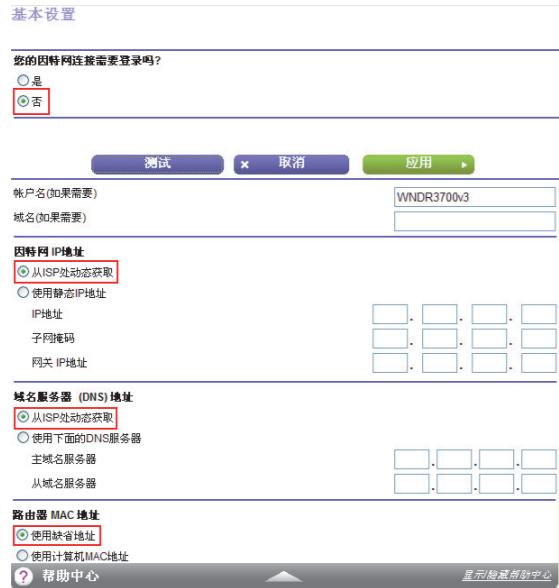 基本设置
您的因特网连接需要登录吗?
是
否
测试
× 取消
应用
帐户名(如果需要)
WNDR3700v3
域名(如果需要)
因特网 IP地址
从ISP处动态获取
使用静态IP地址
IP地址
子网掩码
网关 IP地址
域名服务器 (DNS) 地址
从ISP处动态获取
使用下面的DNS服务器
主域名服务器
从域名服务器
路由器 MAC 地址
使用缺省地址
使用计算机MAC地址
? 帮助中心 显示/隐藏帮助中心